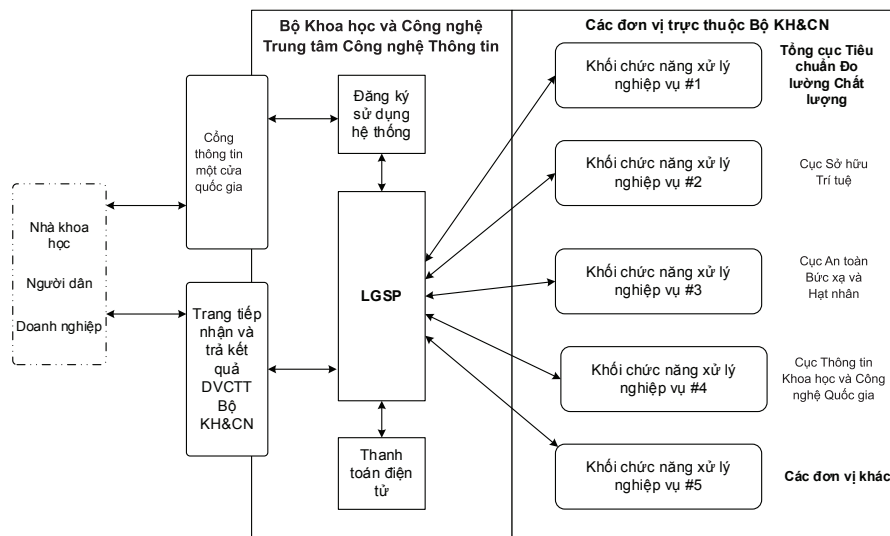 Bộ Khoa học và Công nghệ
Trung tâm Công nghệ Thông tin
Các đơn vị trực thuộc Bộ KH&CN
Nhà khoa
học
Người dân
Doanh nghiệp
Cổng
thông tin
một cửa
quốc gia
Trang tiếp
nhận và
trả kết
quả
DVCTT
Bộ
KH&CN
Đăng ký
sử dụng
hệ thống
LGSP
Thanh
toán điện
tử
Khối chức năng xử lý
nghiệp vụ #1
Tổng cục Tiêu
chuẩn Đo
lường Chất
lượng
Khối chức năng xử lý
nghiệp vụ #2
Cục Sở hữu
Trí tuệ
Khối chức năng xử lý
nghiệp vụ #3
Cục An toàn
Bức xạ và
Hạt nhân
Khối chức năng xử lý
nghiệp vụ #4
Cục Thông tin
Khoa học và Công
nghệ Quốc gia
Khối chức năng xử lý
nghiệp vụ #5
Các đơn vị khác